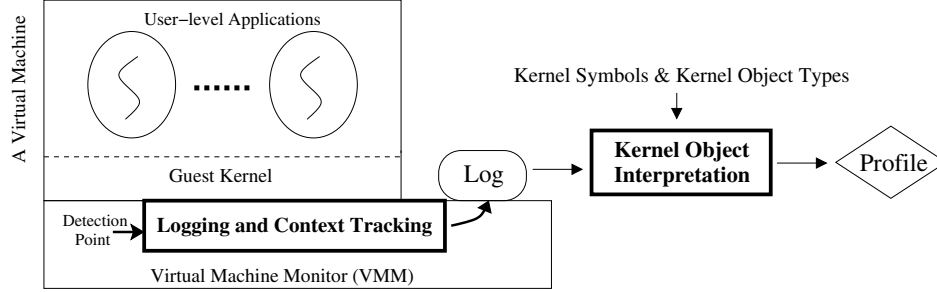 A Virtual Machine
User–level Applications
Kernel Symbols & Kernel Object Types
Guest Kernel
Log
Kernel Object
Interpretation
Profile
Detection
Point
Logging and Context Tracking
Virtual Machine Monitor (VMM)